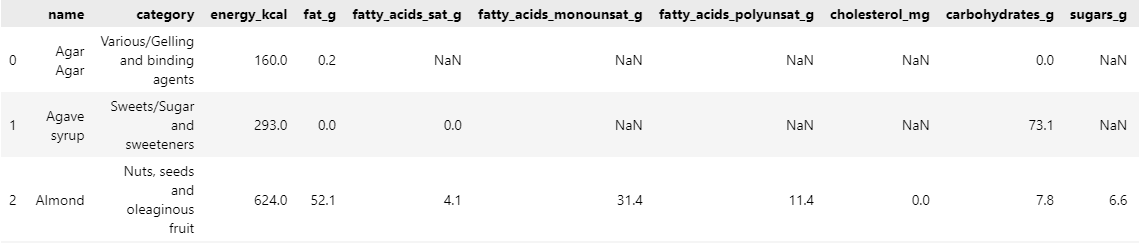 name category energy_kcal fat_g fatty_acids_sat_g fatty_acids_monounsat_g fatty_acids_polyunsat_g cholesterol_mg carbohydrates_g sugars_g
0 Agar Agar Various/Gelling and binding agents 160.0 0.2 NaN NaN NaN NaN 0.0 NaN
1 Agave syrup Sweets/Sugar and sweeteners 293.0 0.0 0.0 NaN NaN NaN 73.1 NaN
2 Almond Nuts, seeds and oleaginous fruit 624.0 52.1 4.1 31.4 11.4 0.0 7.8 6.6